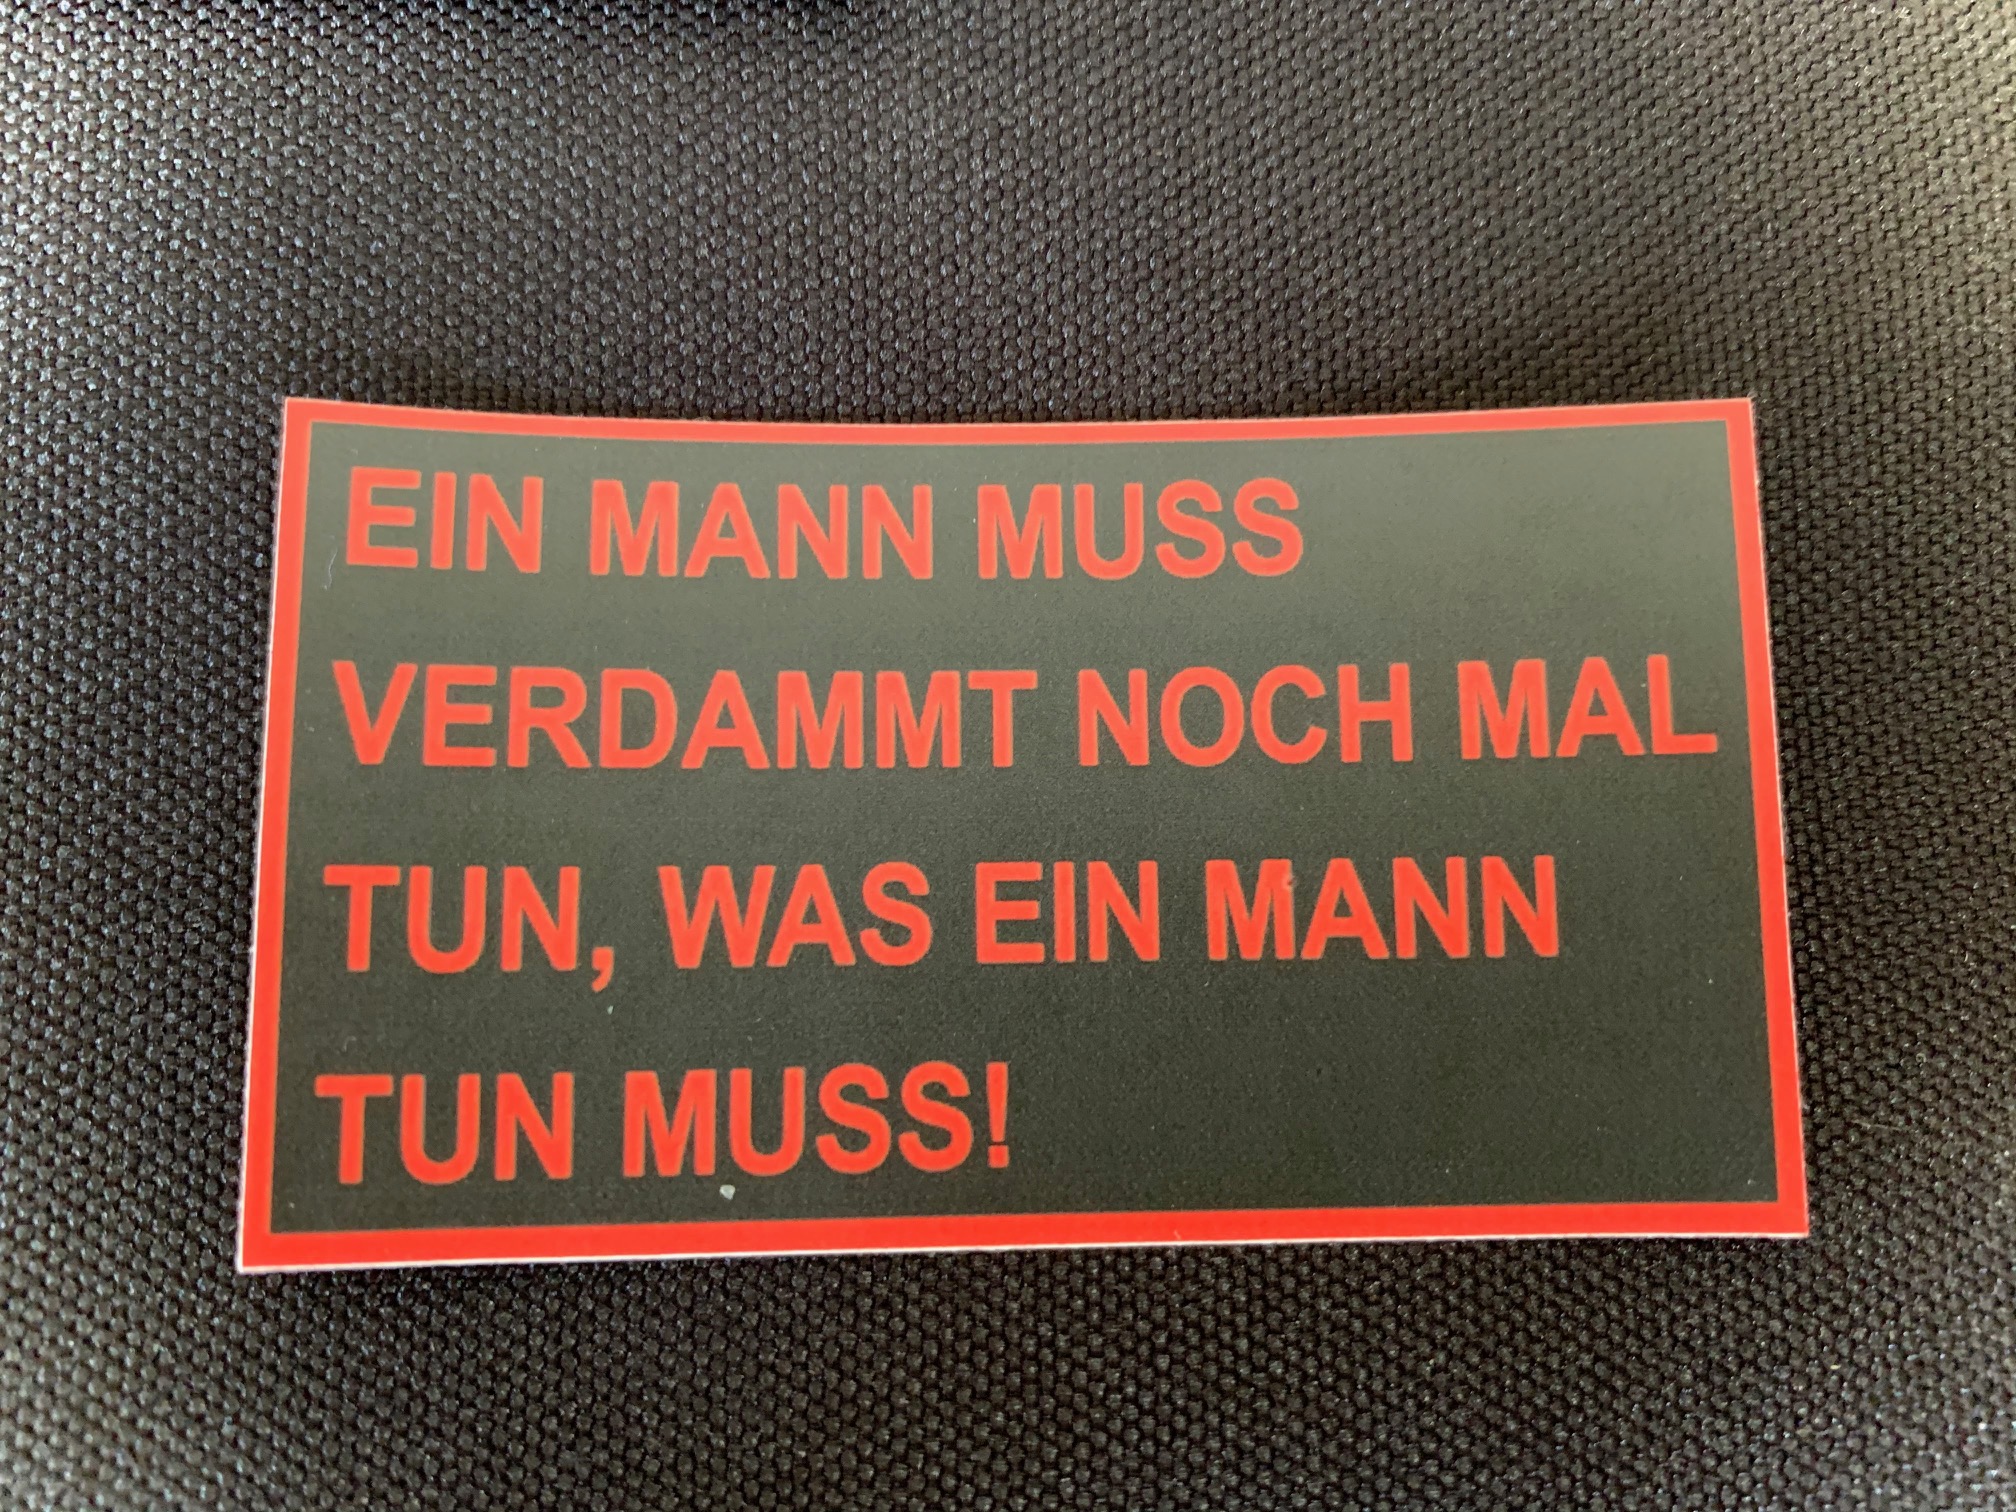 EIN MANN MUSS
VERDAMMT NOCH MAL
TUN, WAS EIN MANN
TUN MUSS!